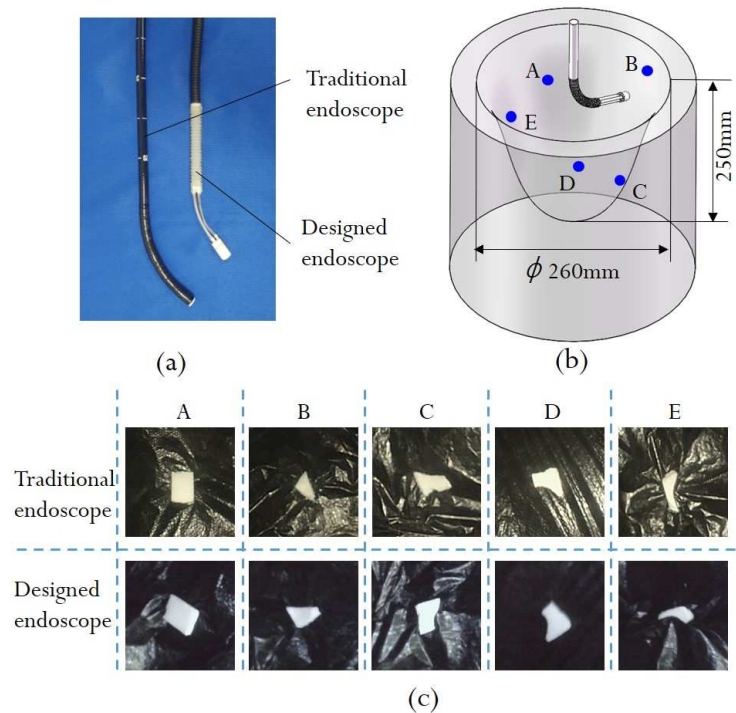 Traditional
endoscope
Designed
endoscope
(a)
A
B
E
D
C
250mm
ϕ 260mm
(b)
A B C D E
Traditional
endoscope
Designed
endoscope
(c)